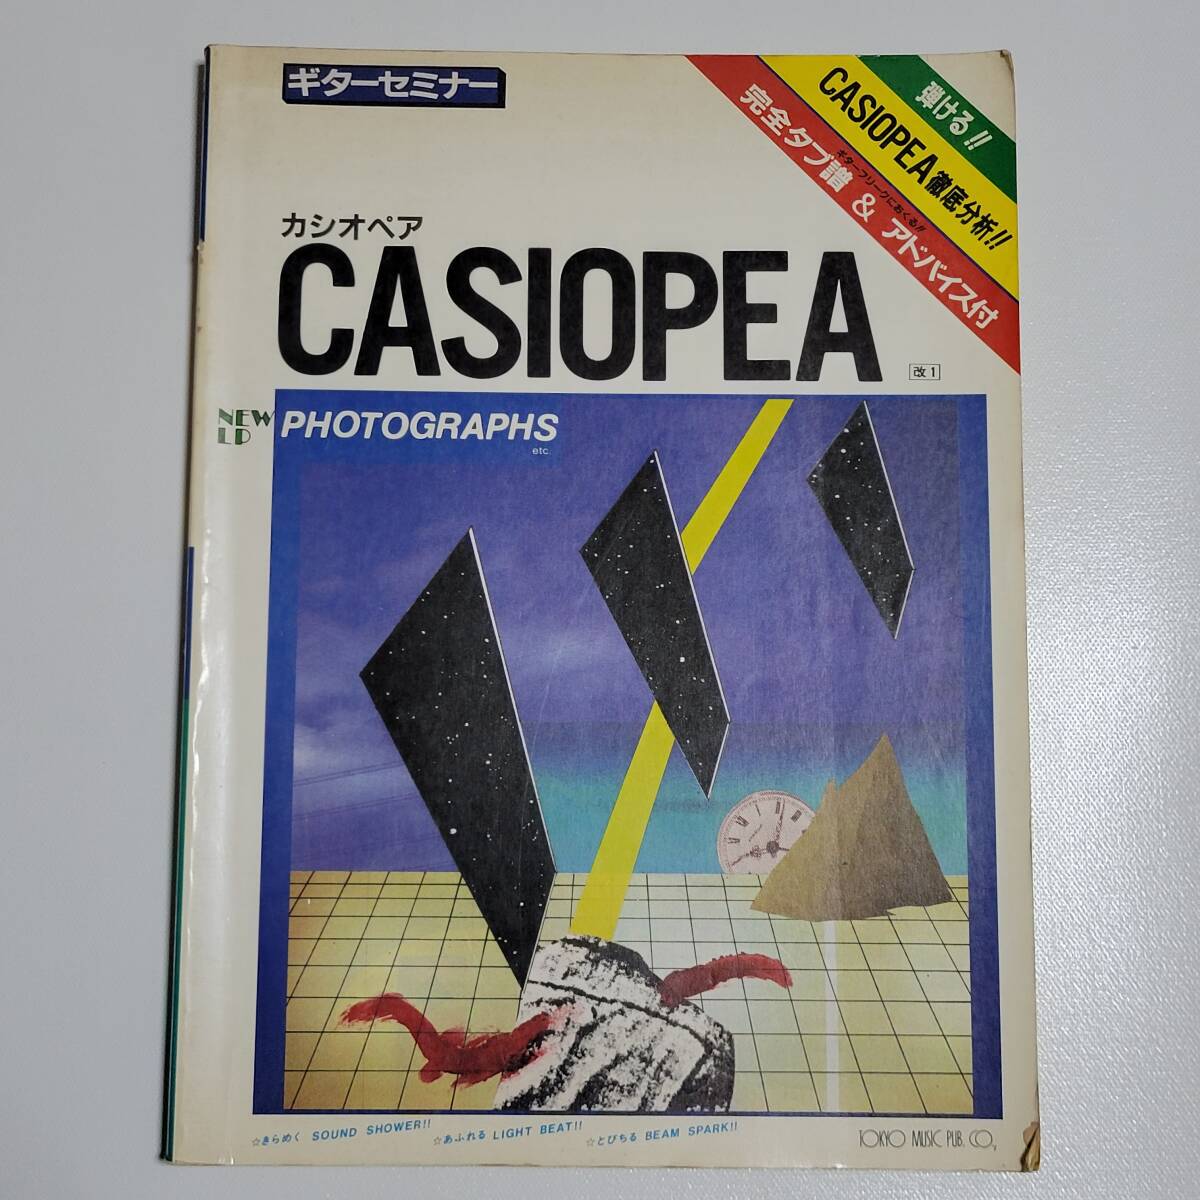 ギターセミナー
弾ける!!
CASIOPEA徹底分析!!
ギターフリークにおくる!!
完全タブ譜 & アドバイス付
カシオペア
CASIOPEA
改1
NEW LP
PHOTOGRAPHS
etc.
☆きらめく SOUND SHOWER!! ☆あふれる LIGHT BEAT!! ☆とびちる BEAM SPARK!!
TOKYO MUSIC PUB. CO,